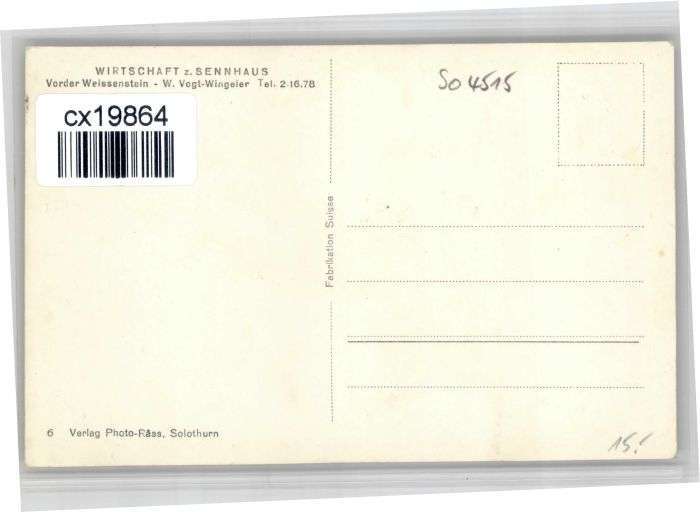 WIRTSCHAFT z. SENNHAUS
Vorder Weissenstein - W. Vogt-Wingeier Tel. 2.16.78
cx19864
SO 4515
Fabrikation Suisse
6 Verlag Photo-Räss, Solothurn
15.-